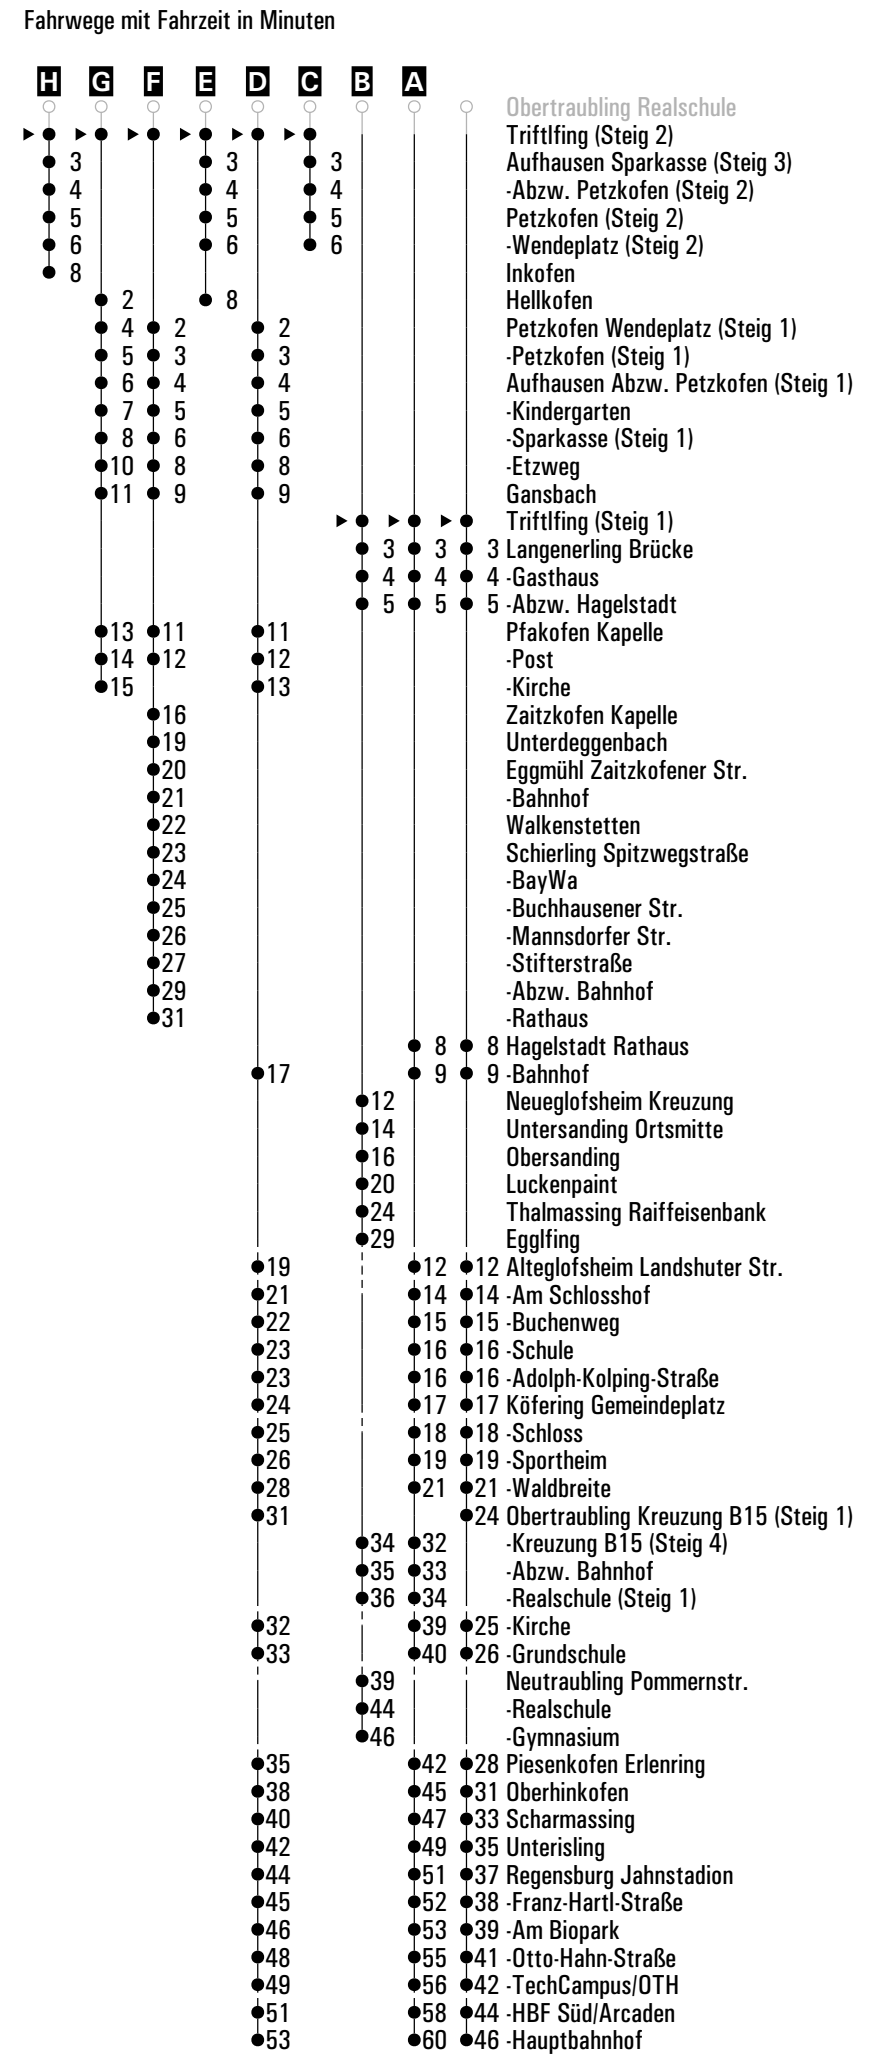 Fahrwege mit Fahrzeit in Minuten
H G F E D C B A
Obertraubling Realschule
Triftlfing (Steig 2)
3 3 3 Aufhausen Sparkasse (Steig 3)
4 4 4 -Abzw. Petzkofen (Steig 2)
5 5 5 Petzkofen (Steig 2)
6 6 6 -Wendeplatz (Steig 2)
8 Inkofen
2 8 Hellkofen
4 2 2 Petzkofen Wendeplatz (Steig 1)
5 3 3 -Petzkofen (Steig 1)
6 4 4 Aufhausen Abzw. Petzkofen (Steig 1)
7 5 5 -Kindergarten
8 6 6 -Sparkasse (Steig 1)
10 8 8 -Etzweg
11 9 9 Gansbach
Triftlfing (Steig 1)
3 3 3 Langenerling Brücke
4 4 4 -Gasthaus
5 5 5 -Abzw. Hagelstadt
13 11 11 Pfakofen Kapelle
14 12 12 -Post
15 13 -Kirche
16 Zaitzkofen Kapelle
19 Unterdeggenbach
20 Eggmühl Zaitzkofener Str.
21 -Bahnhof
22 Walkenstetten
23 Schierling Spitzwegstraße
24 -BayWa
25 -Buchhausener Str.
26 -Mannsdorfer Str.
27 -Stifterstraße
29 -Abzw. Bahnhof
31 -Rathaus
8 8 Hagelstadt Rathaus
17 9 9 -Bahnhof
12 Neueglofsheim Kreuzung
14 Untersanding Ortsmitte
16 Obersanding
20 Luckenpaint
24 Thalmassing Raiffeisenbank
29 Egglfing
19 12 12 Alteglofsheim Landshuter Str.
21 14 14 -Am Schlosshof
22 15 15 -Buchenweg
23 16 16 -Schule
23 16 16 -Adolph-Kolping-Straße
24 17 17 Köfering Gemeindeplatz
25 18 18 -Schloss
26 19 19 -Sportheim
28 21 21 -Waldbreite
31 24 Obertraubling Kreuzung B15 (Steig 1)
34 32 -Kreuzung B15 (Steig 4)
35 33 -Abzw. Bahnhof
36 34 -Realschule (Steig 1)
32 39 25 -Kirche
33 40 26 -Grundschule
39 Neutraubling Pommernstr.
44 -Realschule
46 -Gymnasium
35 42 28 Piesenkofen Erlenring
38 45 31 Oberhinkofen
40 47 33 Scharmassing
42 49 35 Unterisling
44 51 37 Regensburg Jahnstadion
45 52 38 -Franz-Hartl-Straße
46 53 39 -Am Biopark
48 55 41 -Otto-Hahn-Straße
49 56 42 -TechCampus/OTH
51 58 44 -HBF Süd/Arcaden
53 60 46 -Hauptbahnhof